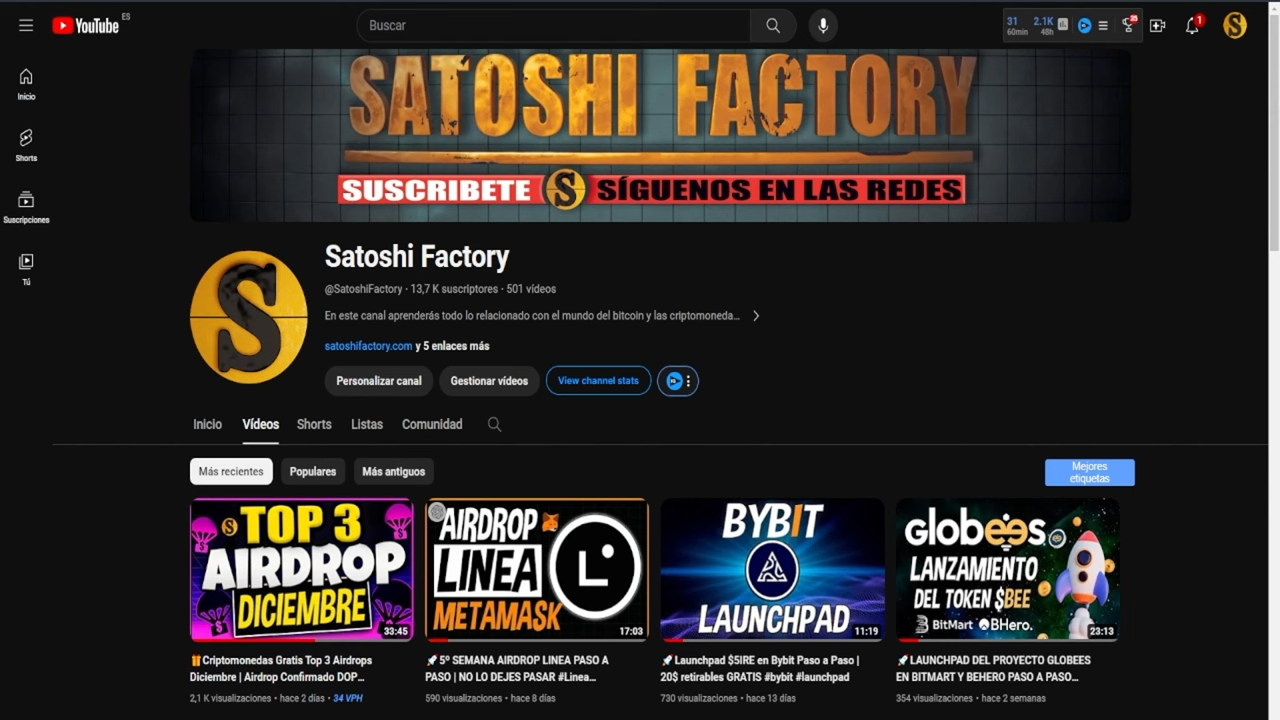 YouTube ES
Buscar
31 2.1K
60min 48h
35
1
Inicio
Shorts
Suscripciones
Tú
SATOSHI FACTORY
SUSCRIBETE S SÍGUENOS EN LAS REDES
S
Satoshi Factory
@SatoshiFactory · 13,7 K suscriptores · 501 vídeos
En este canal aprenderás todo lo relacionado con el mundo del bitcoin y las criptomoneda...
satoshifactory.com y 5 enlaces más
Personalizar canal
Gestionar vídeos
View channel stats
Inicio Vídeos Shorts Listas Comunidad
Más recientes
Populares
Más antiguos
Mejores
etiquetas
TOP 3
AIRDROP
DICIEMBRE
33:45
🎁Criptomonedas Gratis Top 3 Airdrops
Diciembre | Airdrop Confirmado DOP...
2,1 K visualizaciones · hace 2 días · 34 VPH
AIRDROP
LINEA
METAMASK
17:03
🚀5º SEMANA AIRDROP LINEA PASO A
PASO | NO LO DEJES PASAR #Linea...
590 visualizaciones · hace 8 días
BYBIT
LAUNCHPAD
11:19
🚀Launchpad $5IRE en Bybit Paso a Paso |
20$ retirables GRATIS #bybit #launchpad
730 visualizaciones · hace 13 días
globees
LANZAMIENTO
DEL TOKEN $BEE
BitMart BHero.
23:13
🚀LAUNCHPAD DEL PROYECTO GLOBEES
EN BITMART Y BEHERO PASO A PASO...
354 visualizaciones · hace 2 semanas